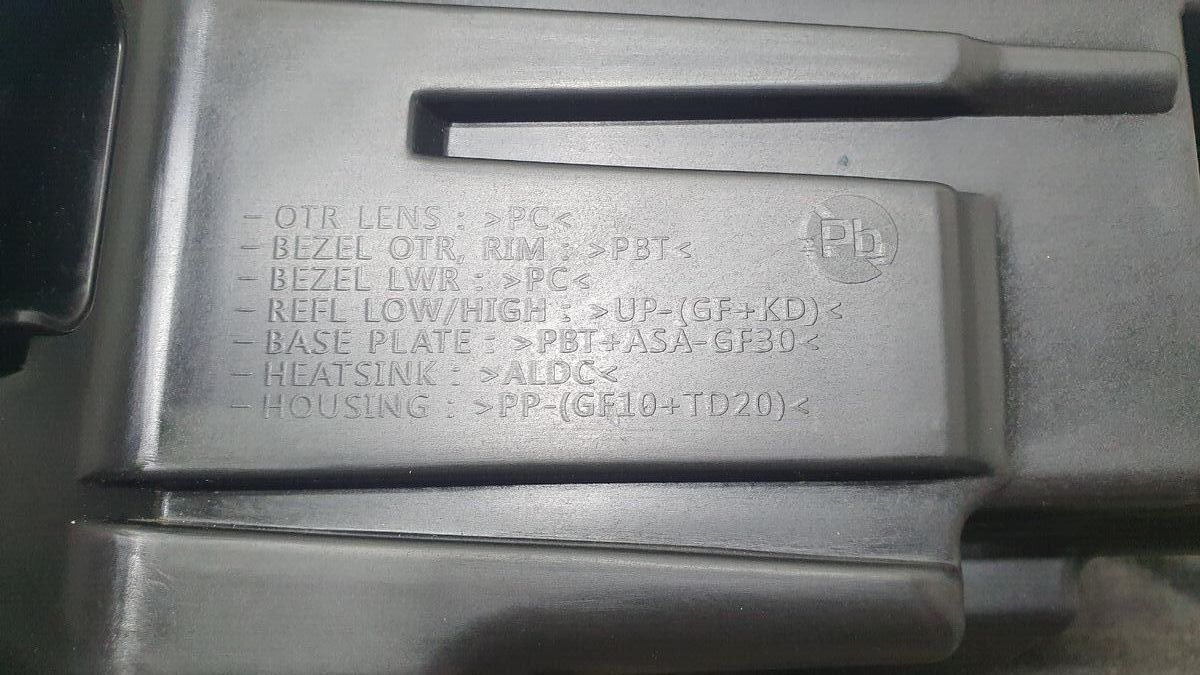 - OTR LENS : >PC<
- BEZEL OTR, RIM : >PBT<
- BEZEL LWR : >PC<
- REFL LOW/HIGH : >UP-(GF+KD)<
- BASE PLATE : >PBT+ASA-GF30<
- HEATSINK : >ALDC<
- HOUSING : >PP-(GF10+TD20)<
Pb